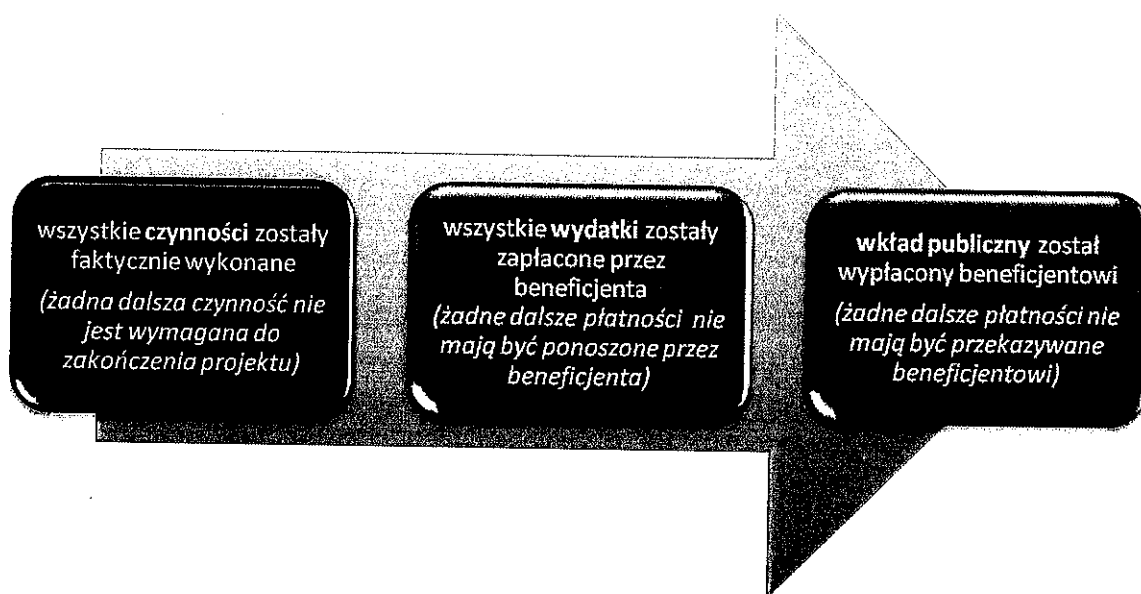 wszystkie czynności zostały
faktycznie wykonane
(żadna dalsza czynność nie
jest wymagana do
zakończenia projektu)
wszystkie wydatki zostały
zapłacone przez
beneficjenta
(żadne dalsze płatności nie
mają być ponoszone przez
beneficjenta)
wkład publiczny został
wypłacony beneficjentowi
(żadne dalsze płatności nie
mają być przekazywane
beneficjentowi)